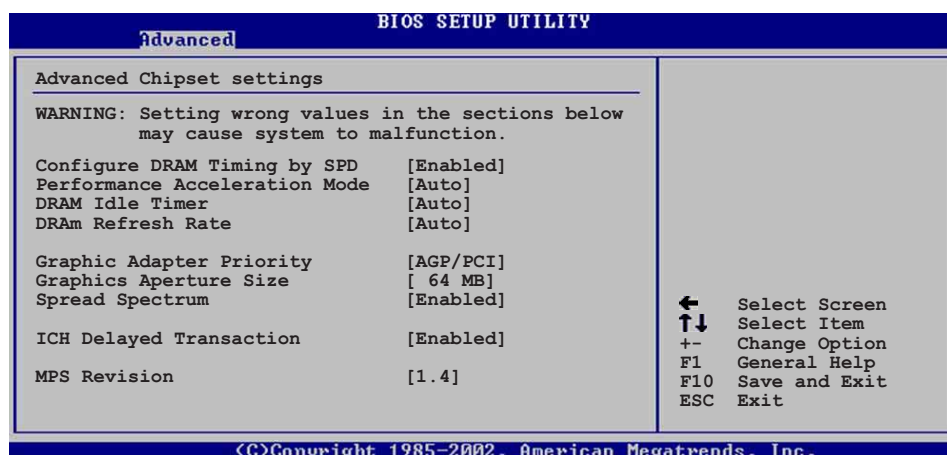 BIOS SETUP UTILITY
Advanced
Advanced Chipset settings
WARNING: Setting wrong values in the sections below
may cause system to malfunction.
Configure DRAM Timing by SPD [Enabled]
Performance Acceleration Mode [Auto]
DRAM Idle Timer [Auto]
DRAm Refresh Rate [Auto]
Graphic Adapter Priority [AGP/PCI]
Graphics Aperture Size [ 64 MB]
Spread Spectrum [Enabled]
ICH Delayed Transaction [Enabled]
MPS Revision [1.4]
← Select Screen
↑↓ Select Item
+- Change Option
F1 General Help
F10 Save and Exit
ESC Exit
(C)Copyright 1985-2002, American Megatrends, Inc.